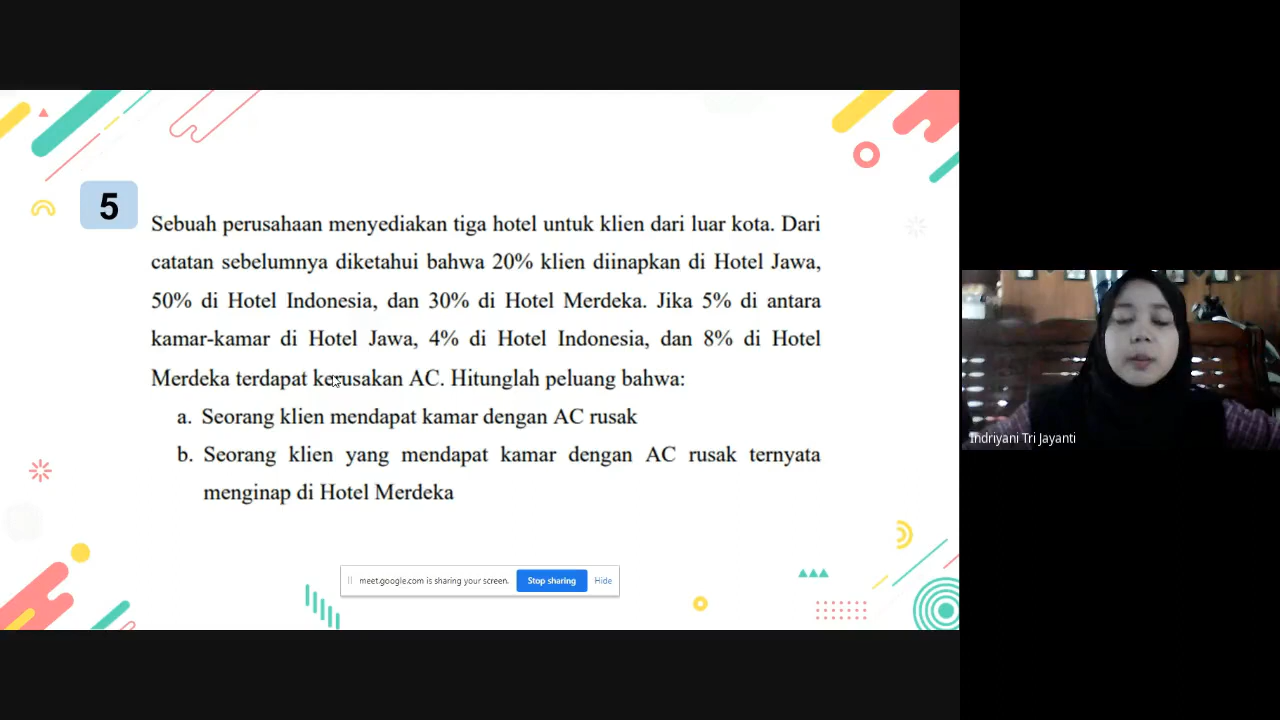 5
Sebuah perusahaan menyediakan tiga hotel untuk klien dari luar kota. Dari
catatan sebelumnya diketahui bahwa 20% klien diinapkan di Hotel Jawa,
50% di Hotel Indonesia, dan 30% di Hotel Merdeka. Jika 5% di antara
kamar-kamar di Hotel Jawa, 4% di Hotel Indonesia, dan 8% di Hotel
Merdeka terdapat kerusakan AC. Hitunglah peluang bahwa:
a. Seorang klien mendapat kamar dengan AC rusak
b. Seorang klien yang mendapat kamar dengan AC rusak ternyata
menginap di Hotel Merdeka
meet.google.com is sharing your screen.
Stop sharing
Hide
Indriyani Tri Jayanti